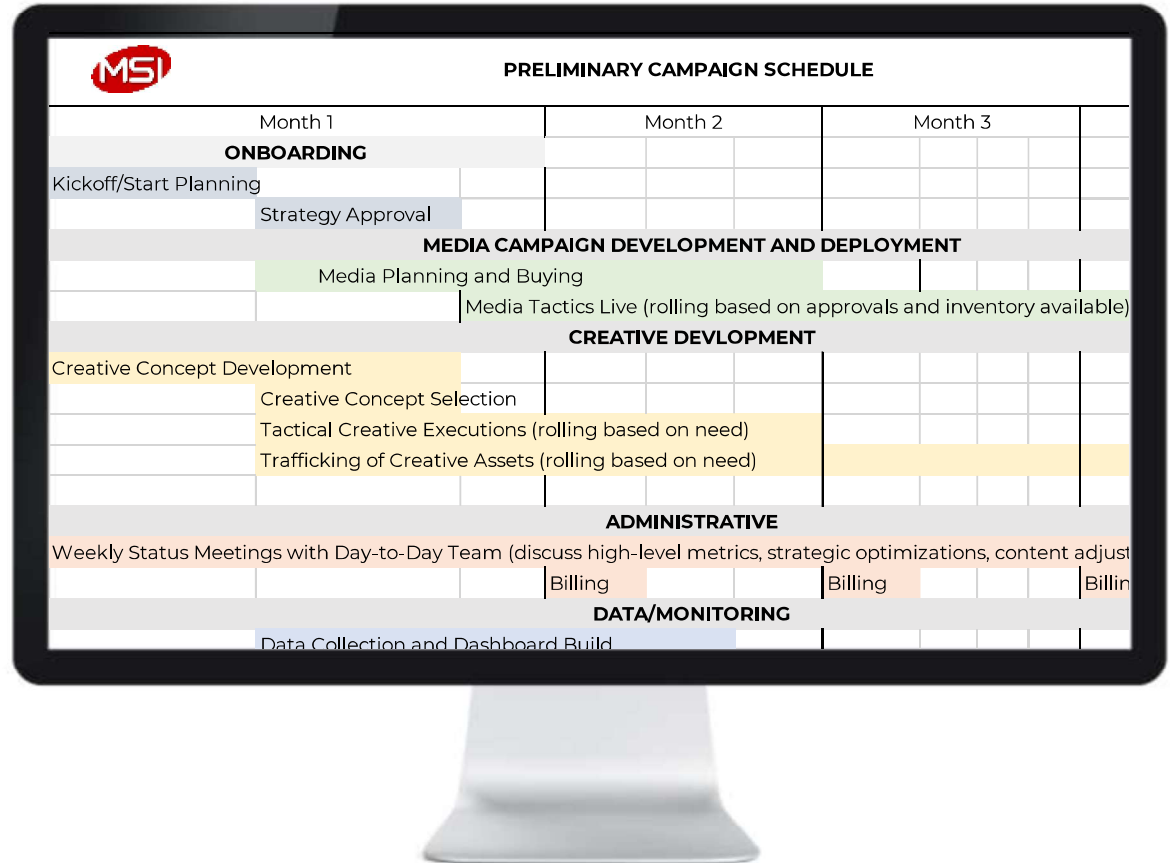 MSI
PRELIMINARY CAMPAIGN SCHEDULE
Month 1 Month 2 Month 3
ONBOARDING
Kickoff/Start Planning
Strategy Approval
MEDIA CAMPAIGN DEVELOPMENT AND DEPLOYMENT
Media Planning and Buying
Media Tactics Live (rolling based on approvals and inventory available)
CREATIVE DEVLOPMENT
Creative Concept Development
Creative Concept Selection
Tactical Creative Executions (rolling based on need)
Trafficking of Creative Assets (rolling based on need)
ADMINISTRATIVE
Weekly Status Meetings with Day-to-Day Team (discuss high-level metrics, strategic optimizations, content adjust
Billing Billing Billin
DATA/MONITORING
Data Collection and Dashboard Build